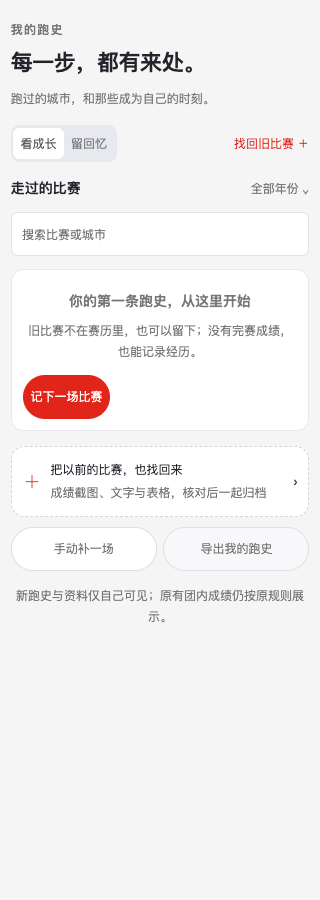 我的跑史
每一步，都有来处。
跑过的城市，和那些成为自己的时刻。
看成长 留回忆 找回旧比赛 +
走过的比赛 全部年份
搜索比赛或城市
你的第一条跑史，从这里开始
旧比赛不在赛历里，也可以留下；没有完赛成绩，
也能记录经历。
记下一场比赛
把以前的比赛，也找回来
成绩截图、文字与表格，核对后一起归档
手动补一场 导出我的跑史
新跑史与资料仅自己可见；原有团内成绩仍按原规则展
示。